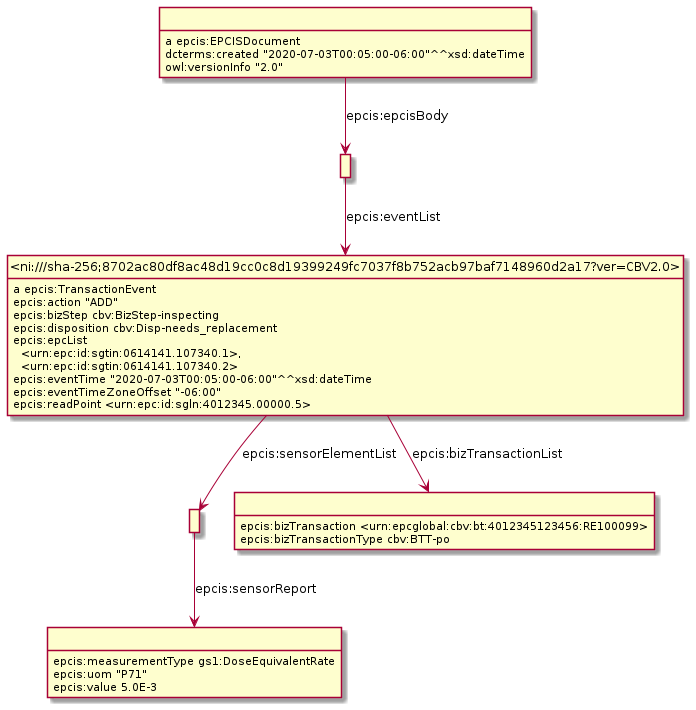 a epcis:EPCISDocument
dcterms:created "2020-07-03T00:05:00-06:00"^^xsd:dateTime
owl:versionInfo "2.0"
epcis:epcisBody
epcis:eventList
<ni:///sha-256;8702ac80df8ac48d19cc0c8d19399249fc7037f8b752acb97baf7148960d2a17?ver=CBV2.0>
a epcis:TransactionEvent
epcis:action "ADD"
epcis:bizStep cbv:BizStep-inspecting
epcis:disposition cbv:Disp-needs_replacement
epcis:epcList
<urn:epc:id:sgtin:0614141.107340.1>,
<urn:epc:id:sgtin:0614141.107340.2>
epcis:eventTime "2020-07-03T00:05:00-06:00"^^xsd:dateTime
epcis:eventTimeZoneOffset "-06:00"
epcis:readPoint <urn:epc:id:sgln:4012345.00000.5>
epcis:sensorElementList
epcis:bizTransactionList
epcis:bizTransaction <urn:epcglobal:cbv:bt:4012345123456:RE100099>
epcis:bizTransactionType cbv:BTT-po
epcis:sensorReport
epcis:measurementType gs1:DoseEquivalentRate
epcis:uom "P71"
epcis:value 5.0E-3